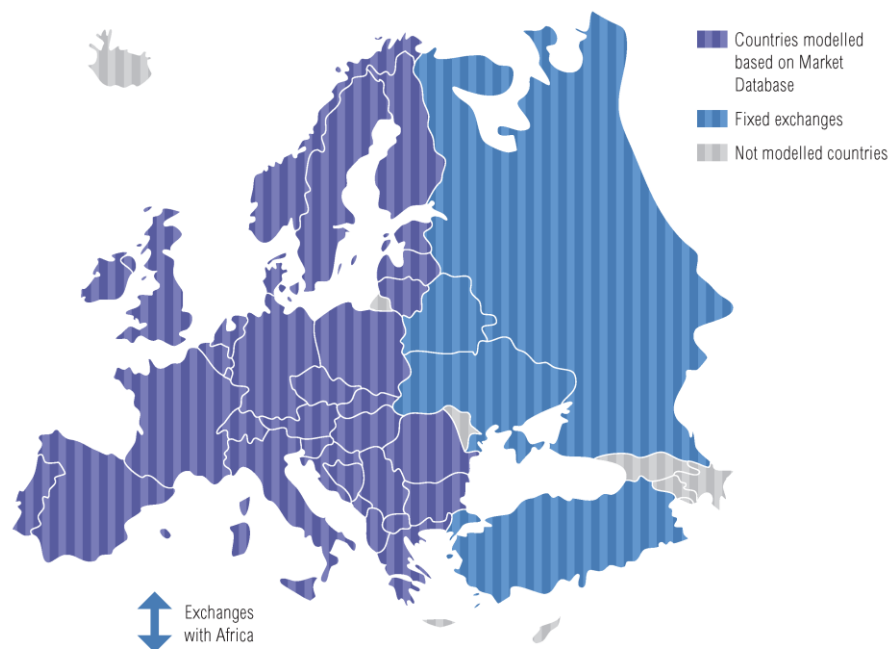 Countries modelled
based on Market
Database
Fixed exchanges
Not modelled countries
Exchanges
with Africa